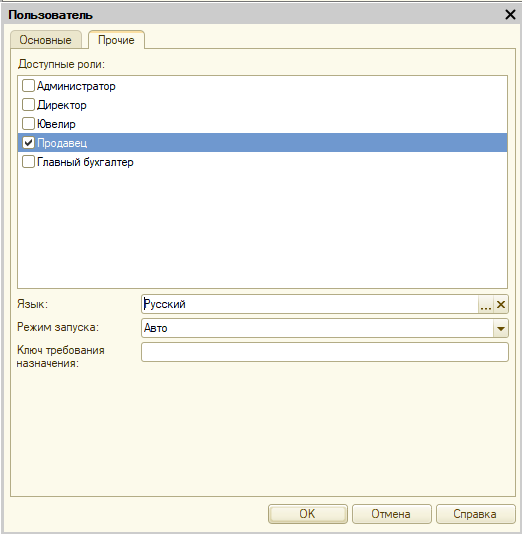 Пользователь
Основные
Прочие
Доступные роли:
Администратор
Директор
Ювелир
Продавец
Главный бухгалтер
Язык:
Русский
...
Режим запуска:
Авто
Ключ требования
назначения:
OK
Отмена
Справка